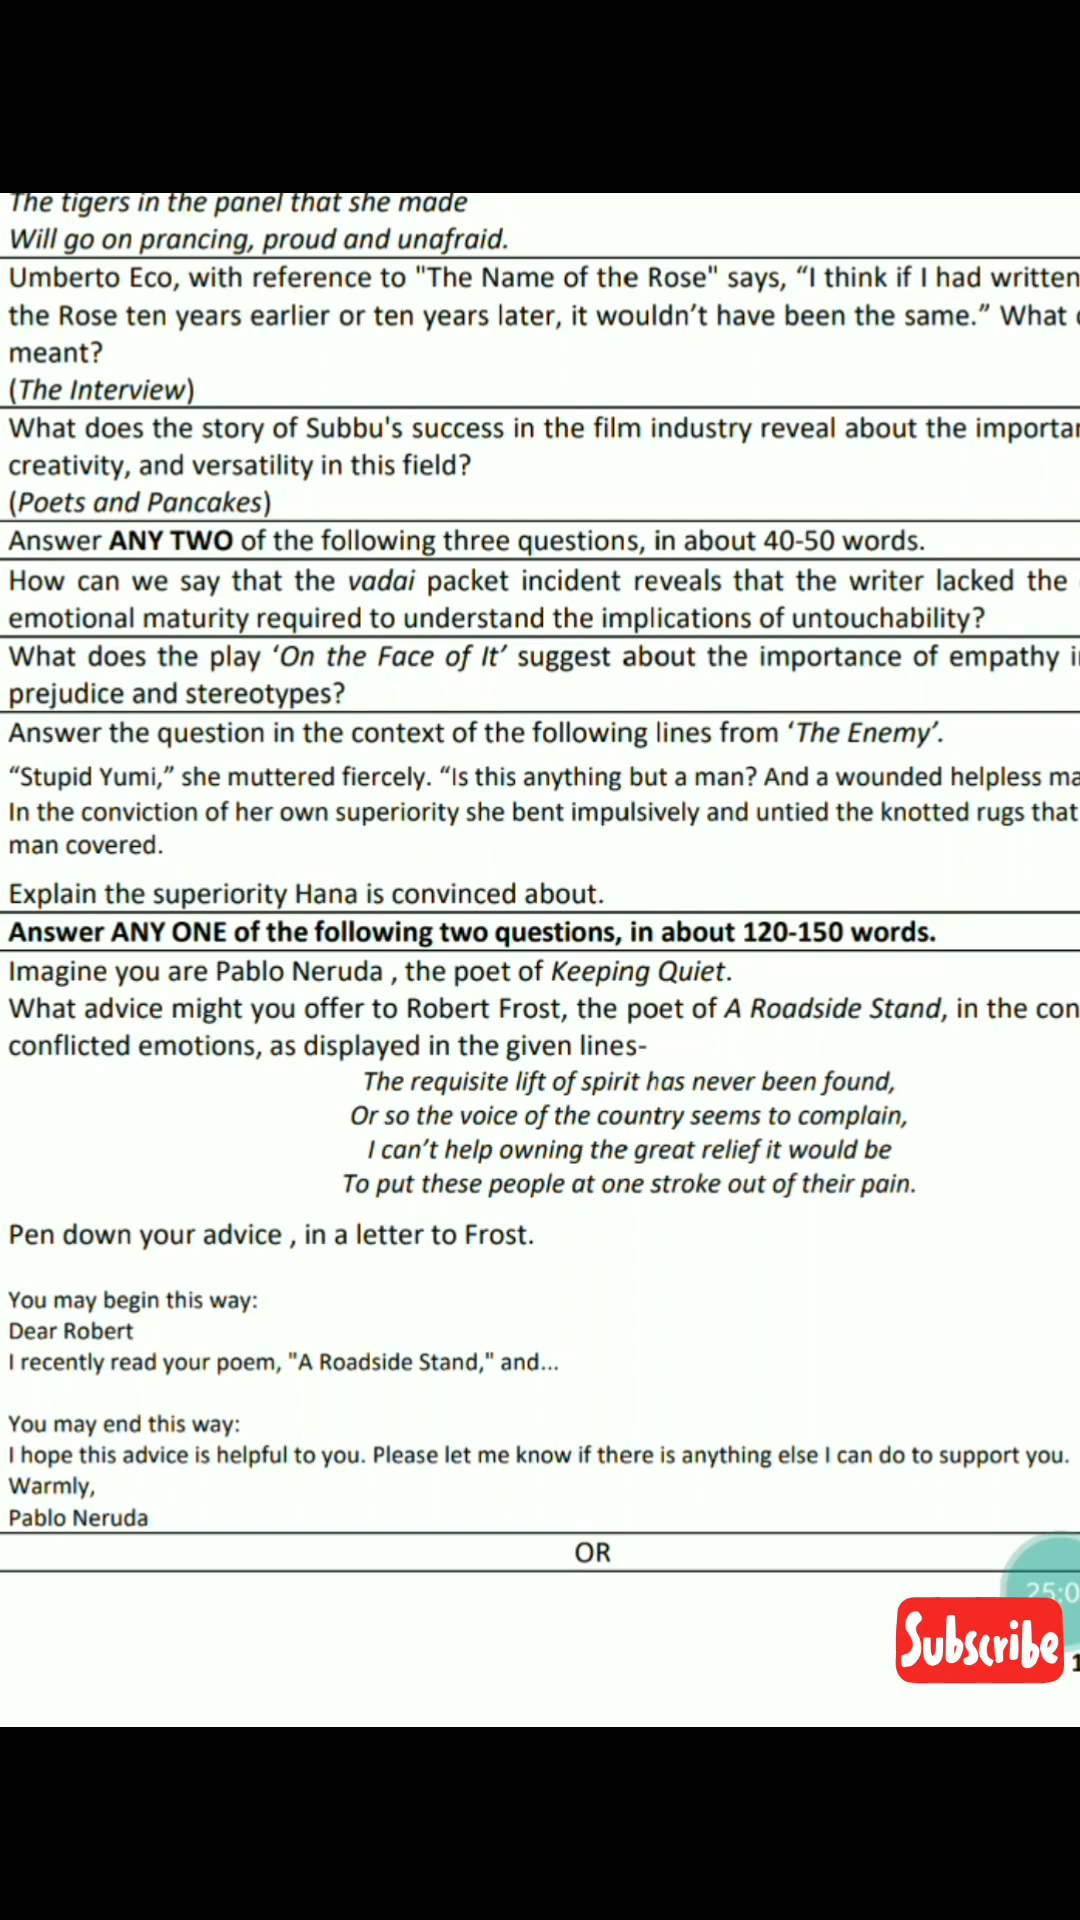 The tigers in the panel that she made
Will go on prancing, proud and unafraid.
Umberto Eco, with reference to "The Name of the Rose" says, “I think if I had written
the Rose ten years earlier or ten years later, it wouldn’t have been the same.” What
meant?
(The Interview)
What does the story of Subbu's success in the film industry reveal about the
creativity, and versatility in this field?
(Poets and Pancakes)
Answer ANY TWO of the following three questions, in about 40-50 words.
How can we say that the vadai packet incident reveals that the writer lacked the
emotional maturity required to understand the implications of untouchability?
What does the play ‘On the Face of It’ suggest about the importance of empathy
prejudice and stereotypes?
Answer the question in the context of the following lines from ‘The Enemy’.
“Stupid Yumi,” she muttered fiercely. “Is this anything but a man? And a wounded helpless
In the conviction of her own superiority she bent impulsively and untied the knotted rugs that
man covered.
Explain the superiority Hana is convinced about.
Answer ANY ONE of the following two questions, in about 120-150 words.
Imagine you are Pablo Neruda , the poet of Keeping Quiet.
What advice might you offer to Robert Frost, the poet of A Roadside Stand, in the
conflicted emotions, as displayed in the given lines-
The requisite lift of spirit has never been found,
Or so the voice of the country seems to complain,
I can’t help owning the great relief it would be
To put these people at one stroke out of their pain.
Pen down your advice , in a letter to Frost.
You may begin this way:
Dear Robert
I recently read your poem, "A Roadside Stand," and...
You may end this way:
I hope this advice is helpful to you. Please let me know if there is anything else I can do to support you.
Warmly,
Pablo Neruda
OR
25:0
Subscribe
1